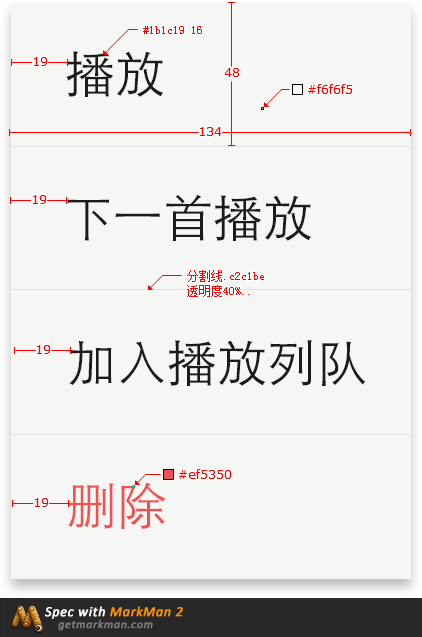 #1b1c19 16
19
播放
48
#f6f6f5
134
19
下一首播放
分割线.c2c1be
透明度40%..
19
加入播放列队
#ef5350
19
删除
Spec with MarkMan 2
getmarkman.com